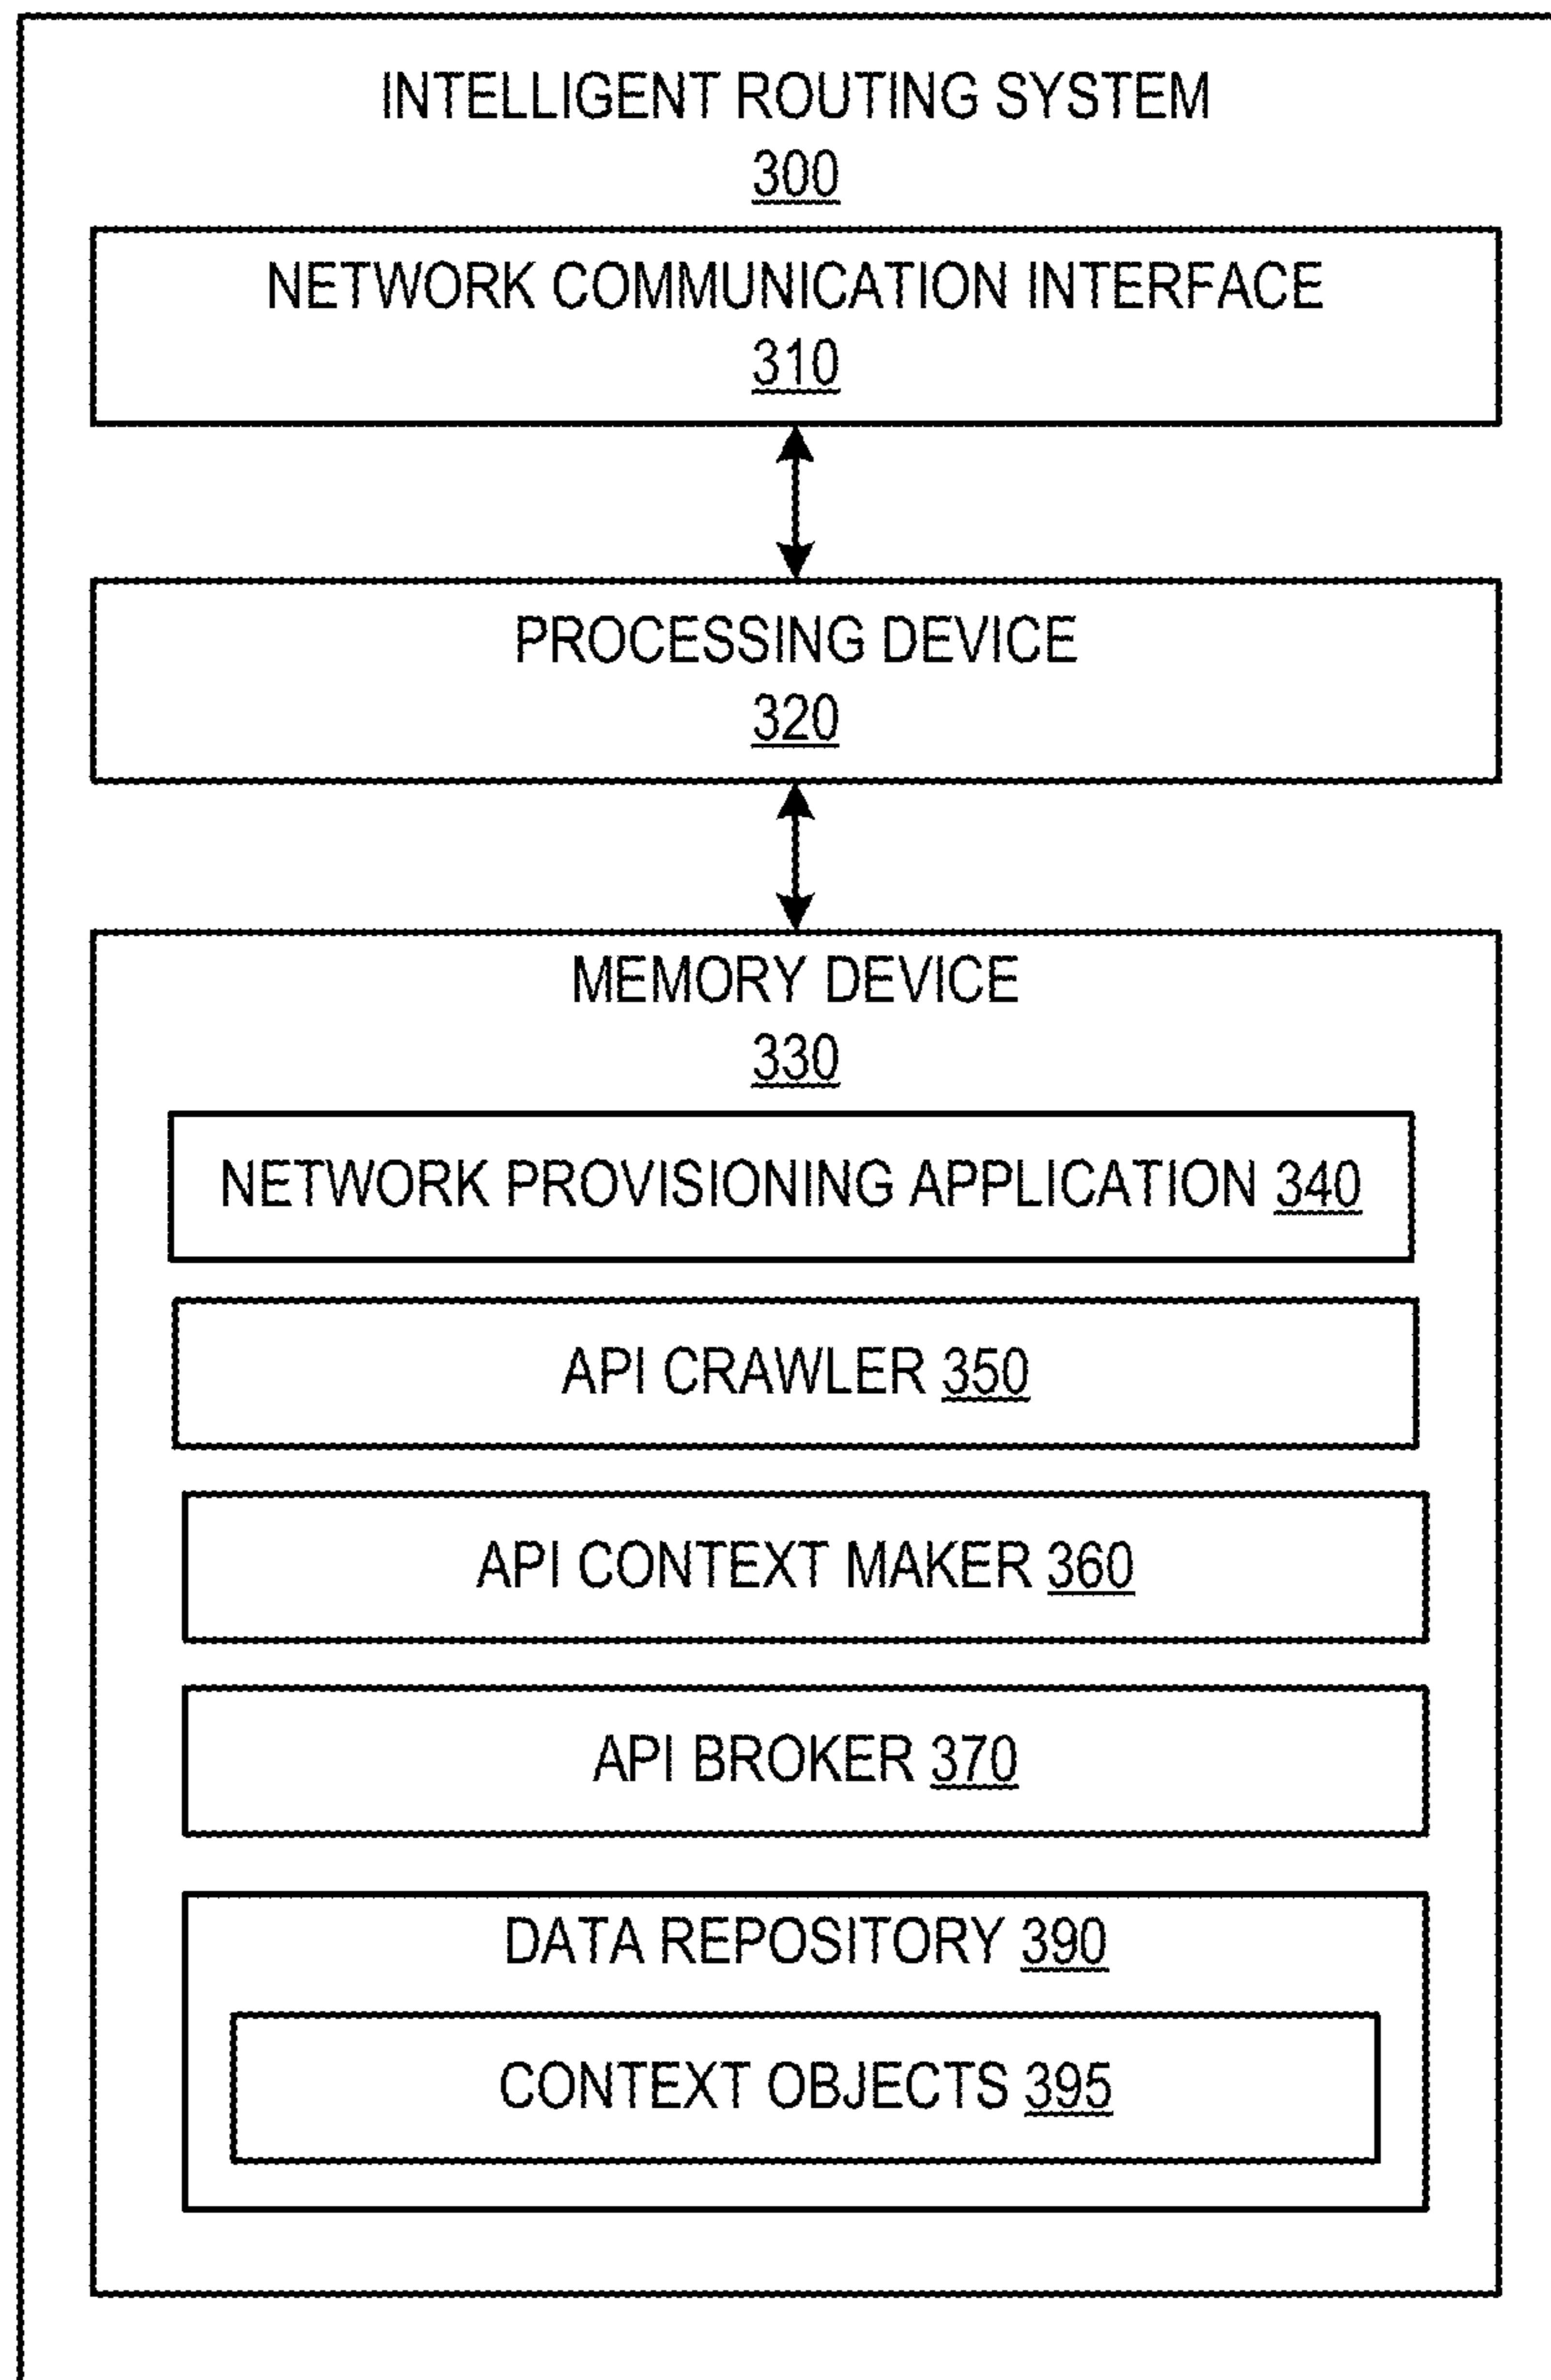 INTELLIGENT ROUTING SYSTEM
300
NETWORK COMMUNICATION INTERFACE
310
PROCESSING DEVICE
320
MEMORY DEVICE
330
NETWORK PROVISIONING APPLICATION 340
API CRAWLER 350
API CONTEXT MAKER 360
API BROKER 370
DATA REPOSITORY 390
CONTEXT OBJECTS 395